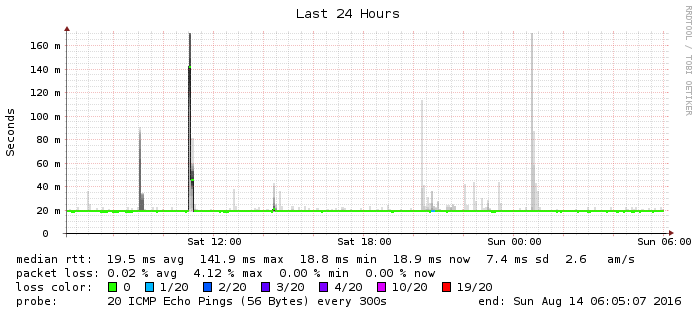 Last 24 Hours
RRDTOOL / TOBI OETIKER
Seconds
160 m
140 m
120 m
100 m
80 m
60 m
40 m
20 m
0
Sat 12:00 Sat 18:00 Sun 00:00 Sun 06:00
median rtt: 19.5 ms avg 141.9 ms max 18.8 ms min 18.9 ms now 7.4 ms sd 2.6 am/s
packet loss: 0.02 % avg 4.12 % max 0.00 % min 0.00 % now
loss color: 0 1/20 2/20 3/20 4/20 10/20 19/20
probe: 20 ICMP Echo Pings (56 Bytes) every 300s end: Sun Aug 14 06:05:07 2016